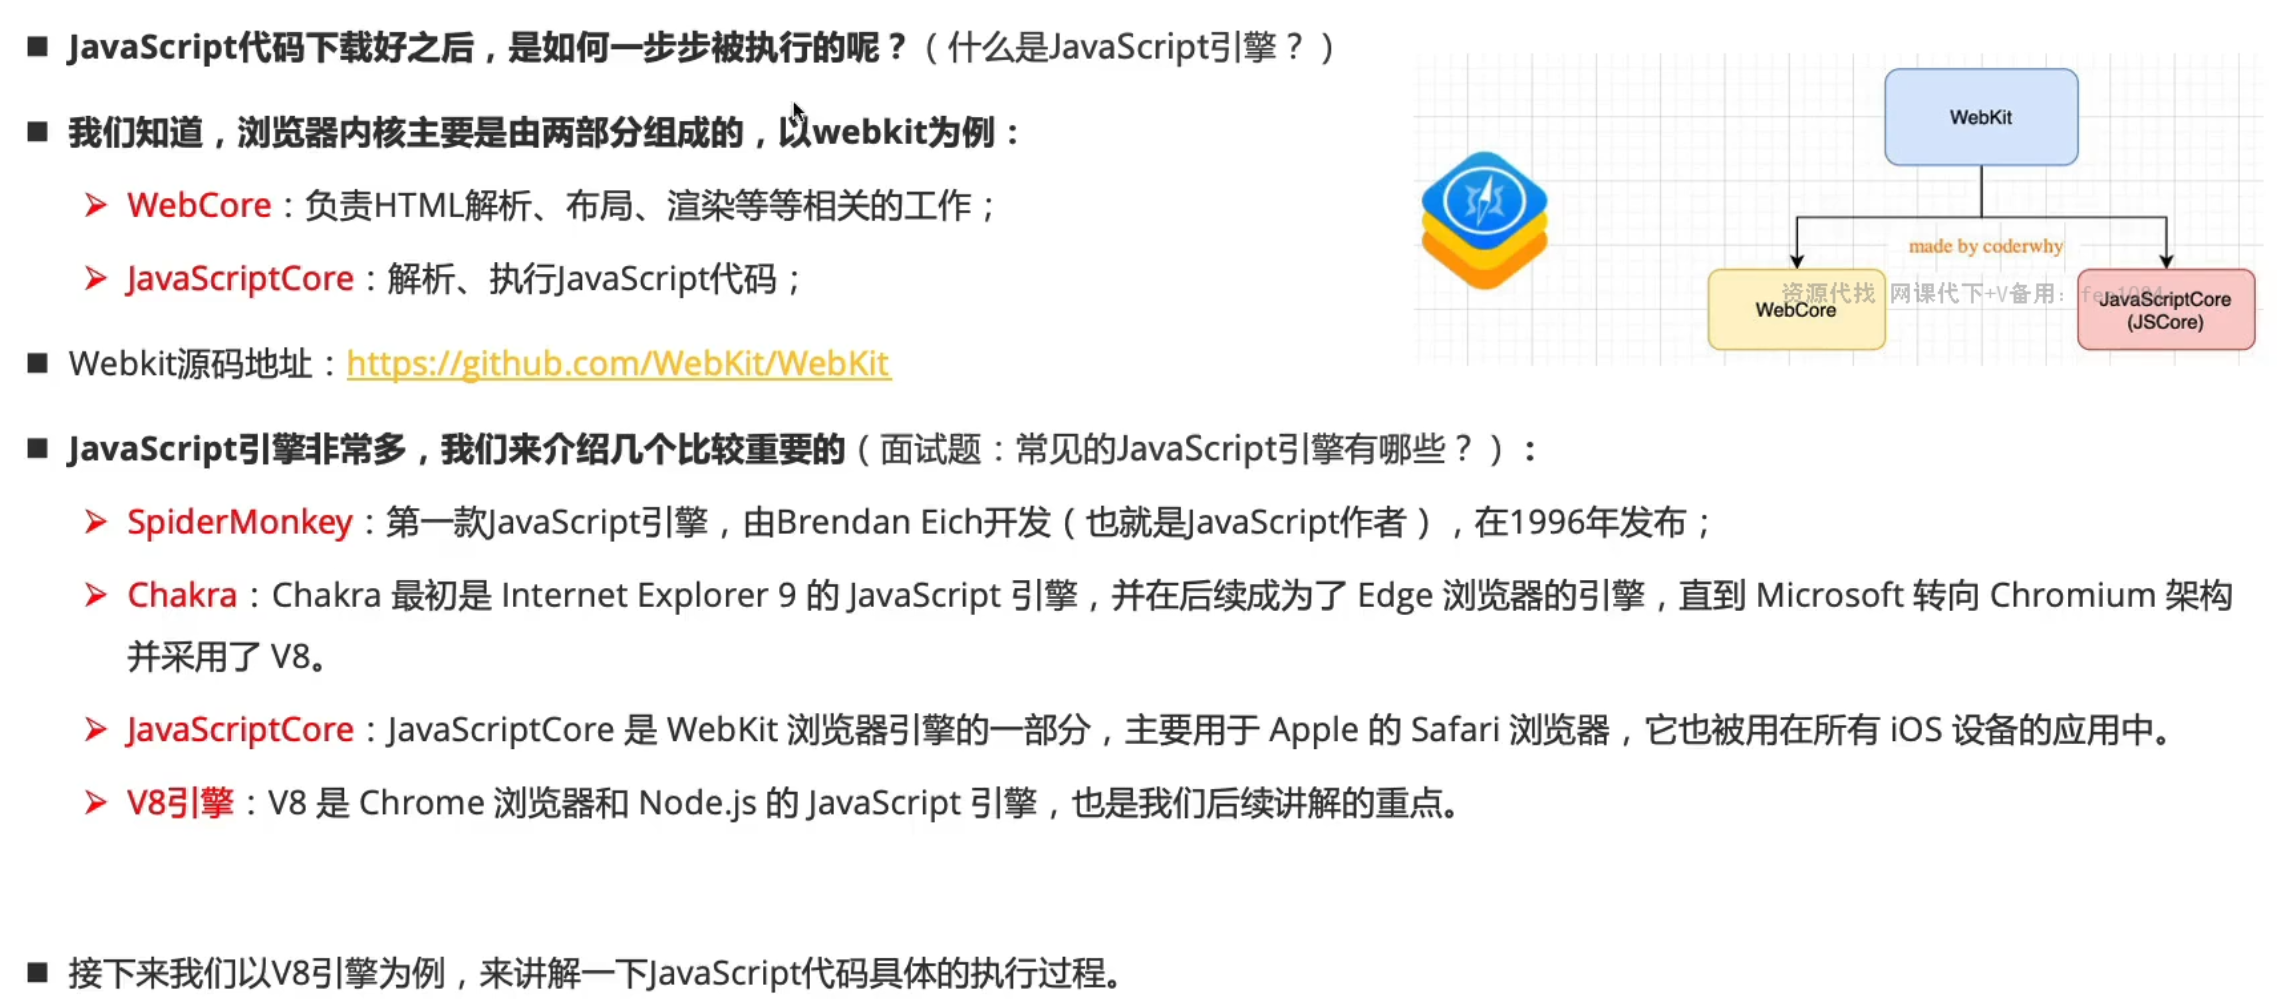 JavaScript代码下载好之后，是如何一步步被执行的呢？（什么是JavaScript引擎？）
我们知道，浏览器内核主要是由两部分组成的，以webkit为例：
WebCore：负责HTML解析、布局、渲染等等相关的工作；
JavaScriptCore：解析、执行JavaScript代码；
WebKit
made by coderwhy
资源代找 网课代下+V备用：
WebCore
JavaScriptCore
(JSCore)
Webkit源码地址：https://github.com/WebKit/WebKit
JavaScript引擎非常多，我们来介绍几个比较重要的（面试题：常见的JavaScript引擎有哪些？）：
SpiderMonkey：第一款JavaScript引擎，由Brendan Eich开发（也就是JavaScript作者），在1996年发布；
Chakra：Chakra 最初是 Internet Explorer 9 的 JavaScript 引擎，并在后续成为了 Edge 浏览器的引擎，直到 Microsoft 转向 Chromium 架构
并采用了 V8。
JavaScriptCore：JavaScriptCore 是 WebKit 浏览器引擎的一部分，主要用于 Apple 的 Safari 浏览器，它也被用在所有 iOS 设备的应用中。
V8引擎：V8 是 Chrome 浏览器和 Node.js 的 JavaScript 引擎，也是我们后续讲解的重点。
接下来我们以V8引擎为例，来讲解一下JavaScript代码具体的执行过程。